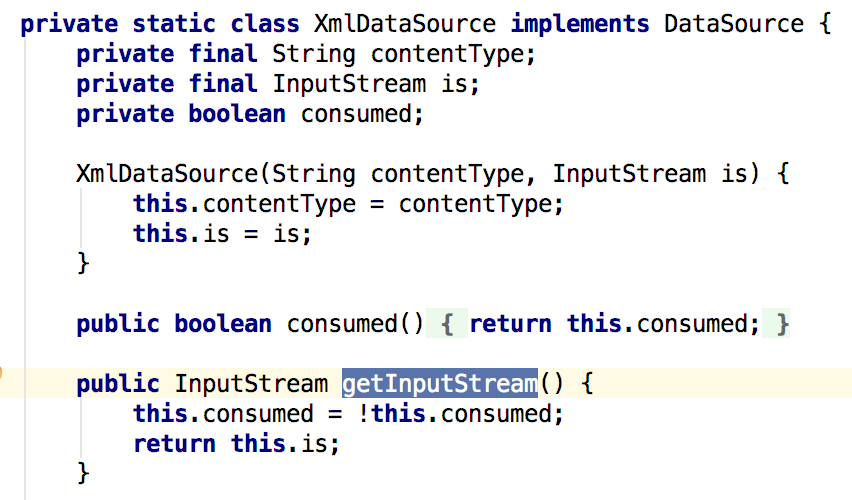 private static class XmlDataSource implements DataSource {
private final String contentType;
private final InputStream is;
private boolean consumed;
XmlDataSource(String contentType, InputStream is) {
this.contentType = contentType;
this.is = is;
}
public boolean consumed() { return this.consumed; }
public InputStream getInputStream() {
this.consumed = !this.consumed;
return this.is;
}